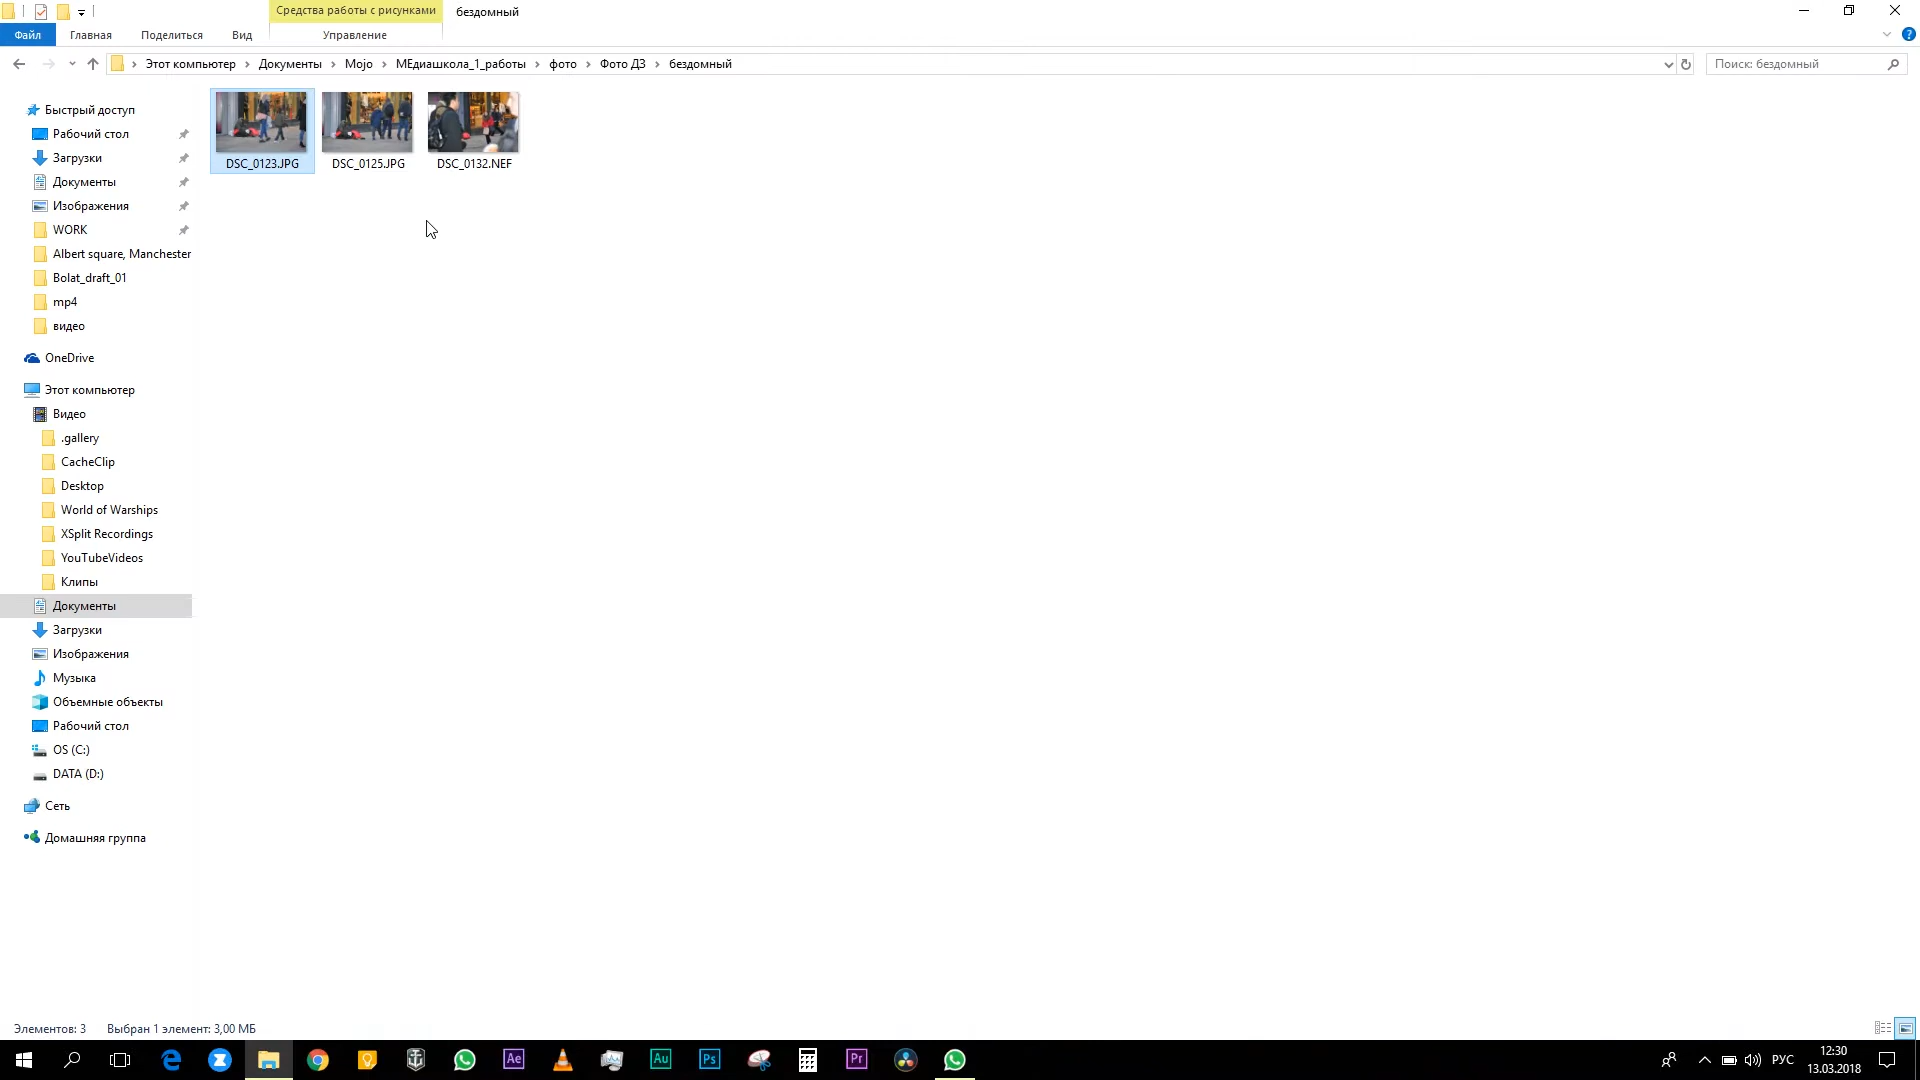 Средства работы с рисунками
бездомный
Файл
Главная
Поделиться
Вид
Управление
Этот компьютер
Документы
Mojo
МЕдиашкола_1_работы
фото
Фото ДЗ
бездомный
Поиск: бездомный
Быстрый доступ
Рабочий стол
Загрузки
Документы
Изображения
WORK
Albert square, Manchester
Bolat_draft_01
mp4
видео
OneDrive
Этот компьютер
Видео
.gallery
CacheClip
Desktop
World of Warships
XSplit Recordings
YouTubeVideos
Клипы
Документы
Загрузки
Изображения
Музыка
Объемные объекты
Рабочий стол
OS (C:)
DATA (D:)
Сеть
Домашняя группа
DSC_0123.JPG
DSC_0125.JPG
DSC_0132.NEF
Элементов: 3
Выбран 1 элемент: 3,00 МБ
Ae
Au
Ps
Pr
РУС
12:30
13.03.2018